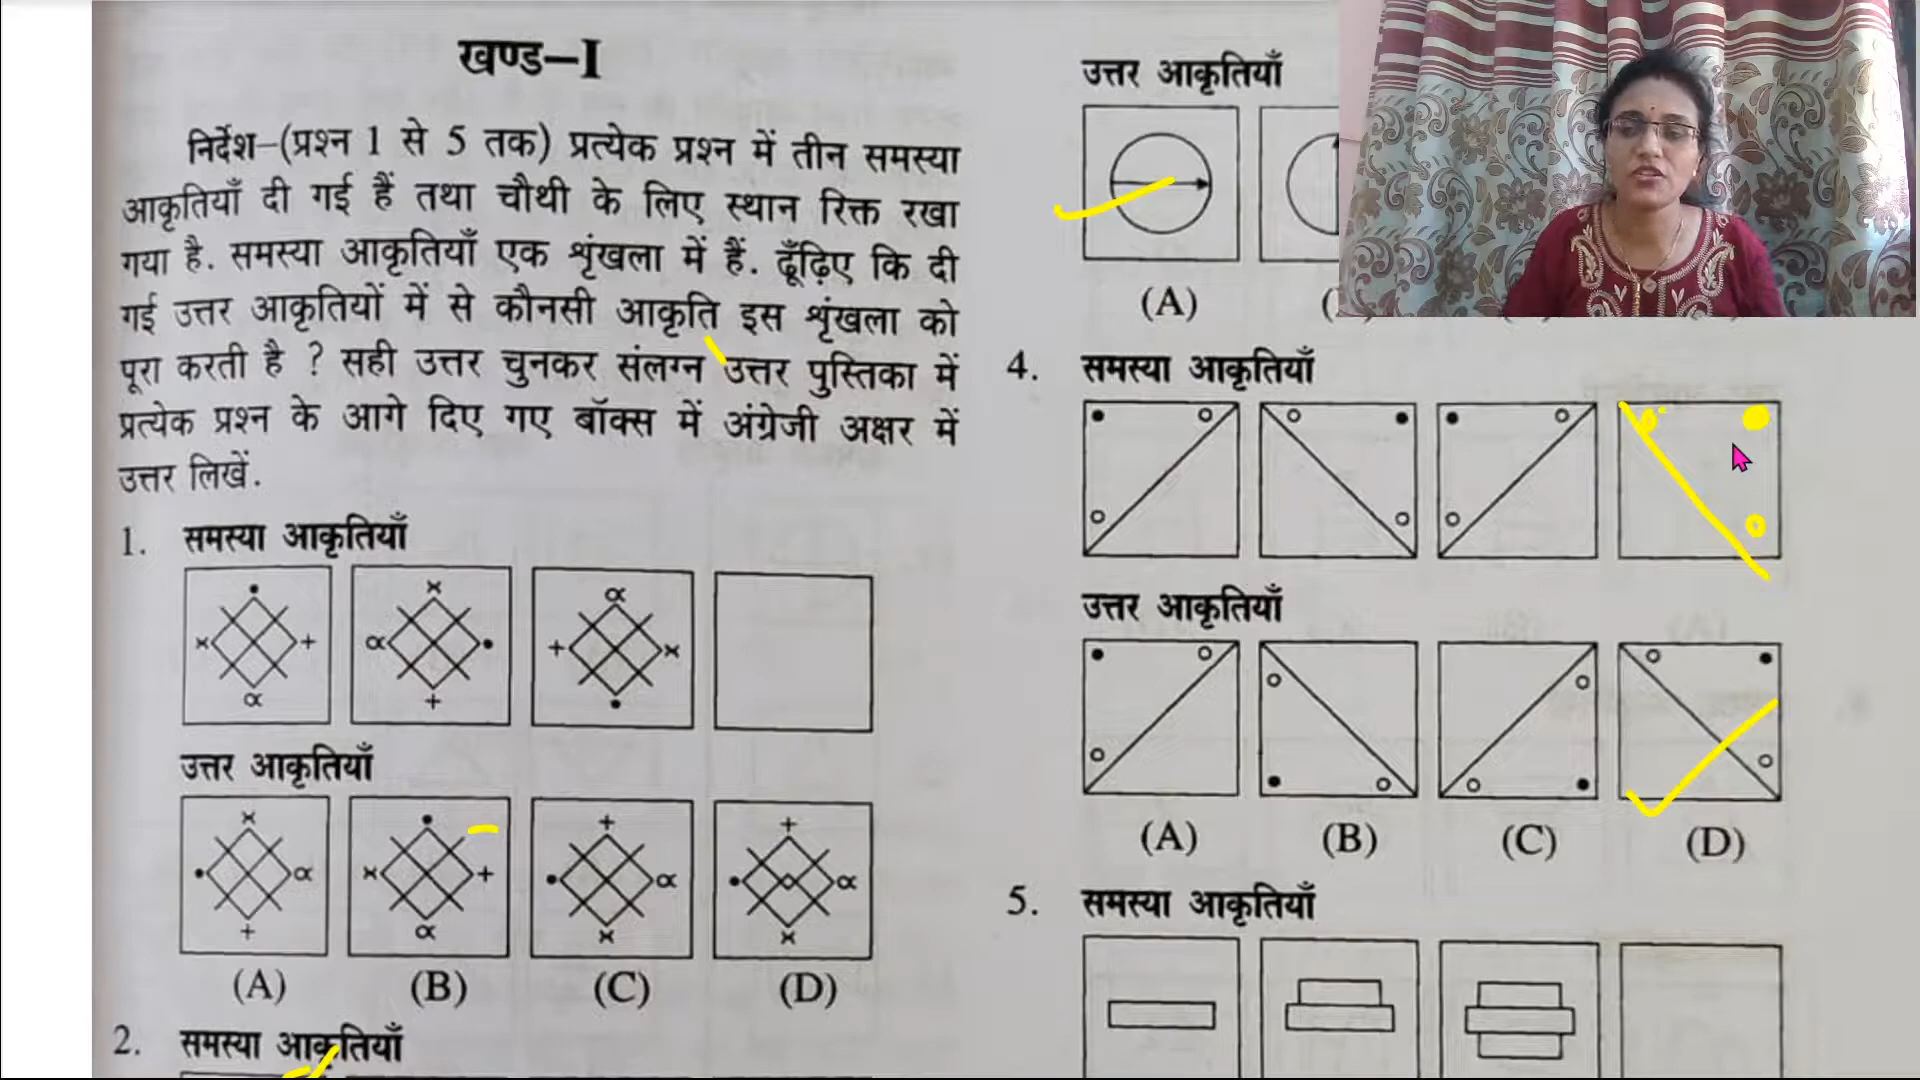 खण्ड–I
निर्देश–(प्रश्न 1 से 5 तक) प्रत्येक प्रश्न में तीन समस्या
आकृतियाँ दी गई हैं तथा चौथी के लिए स्थान रिक्त रखा
गया है. समस्या आकृतियाँ एक शृंखला में हैं. ढूँढ़िए कि दी
गई उत्तर आकृतियों में से कौनसी आकृति इस शृंखला को
पूरा करती है ? सही उत्तर चुनकर संलग्न उत्तर पुस्तिका में
प्रत्येक प्रश्न के आगे दिए गए बॉक्स में अंग्रेजी अक्षर में
उत्तर लिखें.
1. समस्या आकृतियाँ
उत्तर आकृतियाँ
(A) (B) (C) (D)
2. समस्या आकृतियाँ
उत्तर आकृतियाँ
(A)
4. समस्या आकृतियाँ
उत्तर आकृतियाँ
(A) (B) (C) (D)
5. समस्या आकृतियाँ